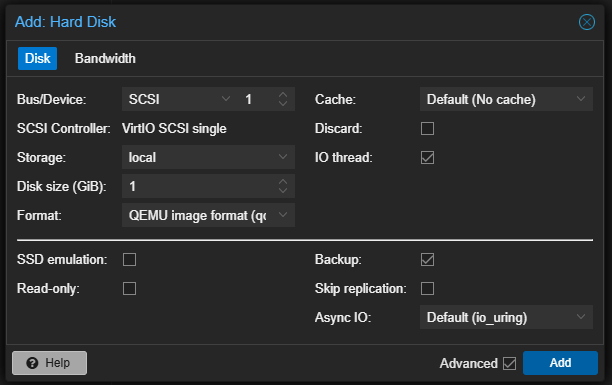 Add: Hard Disk
Disk Bandwidth
Bus/Device: SCSI 1 Cache: Default (No cache)
SCSI Controller: VirtIO SCSI single Discard:
Storage: local IO thread:
Disk size (GiB): 1
Format: QEMU image format (qc
SSD emulation: Backup:
Read-only: Skip replication:
Async IO: Default (io_uring)
? Help Advanced Add